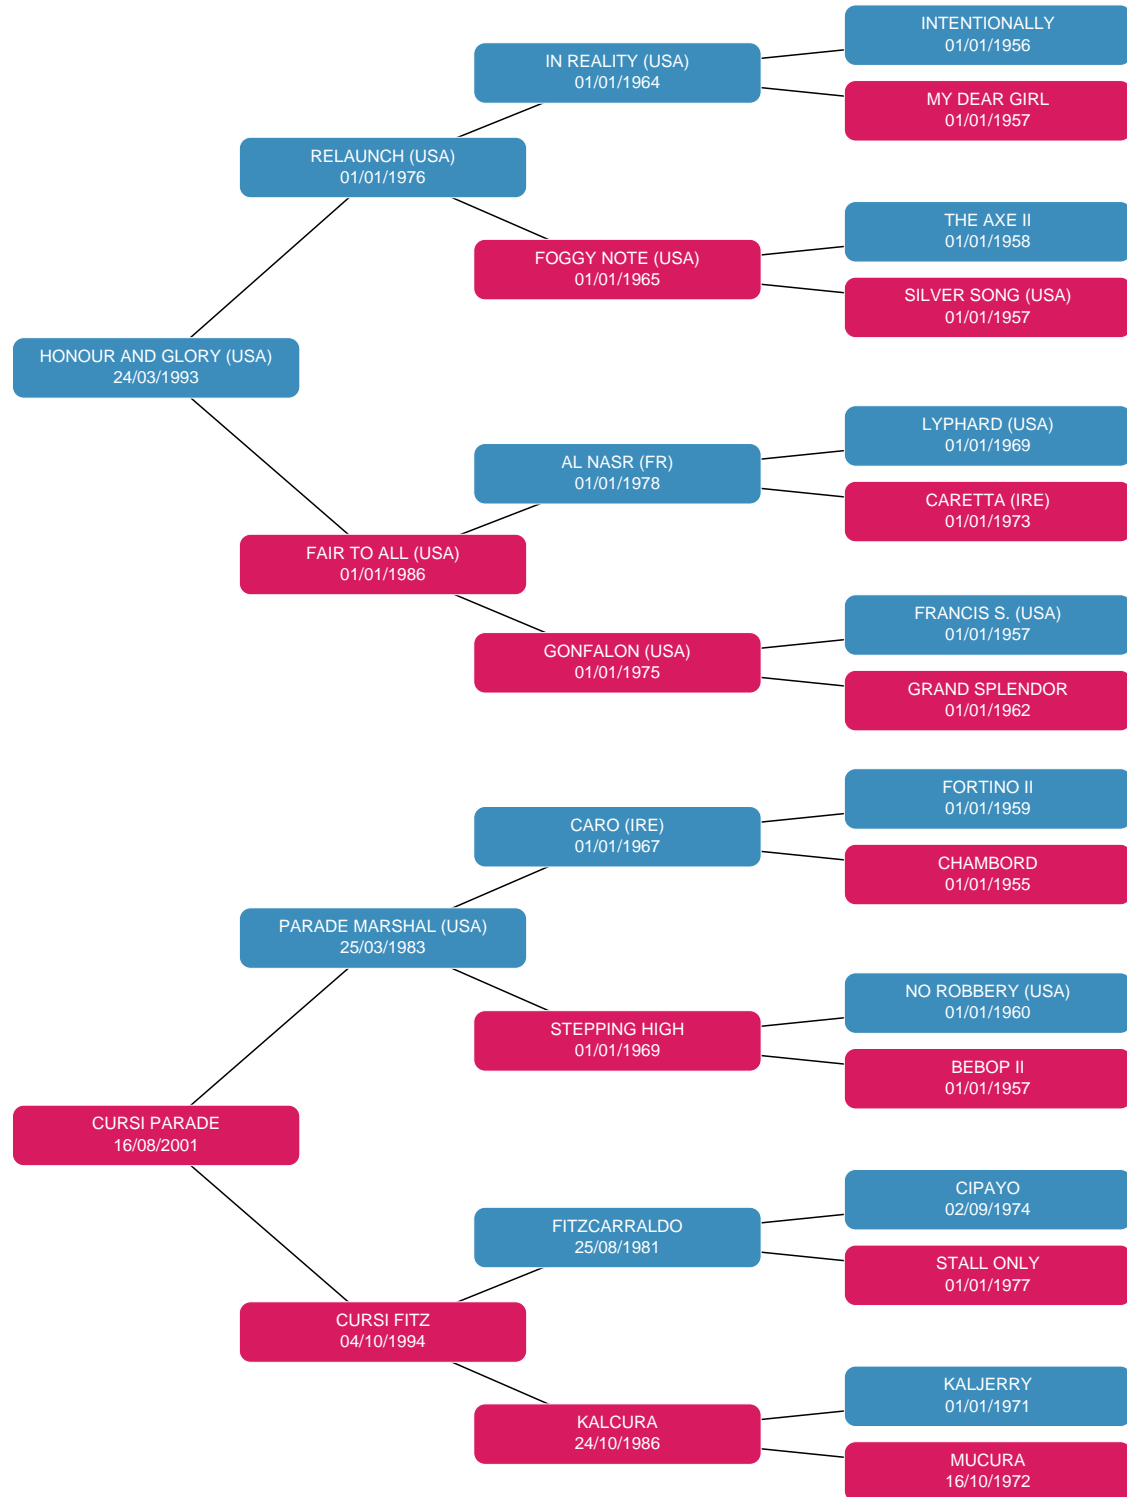 INTENTIONALLY
01/01/1956
IN REALITY (USA)
01/01/1964
MY DEAR GIRL
01/01/1957
RELAUNCH (USA)
01/01/1976
THE AXE II
01/01/1958
FOGGY NOTE (USA)
01/01/1965
SILVER SONG (USA)
01/01/1957
HONOUR AND GLORY (USA)
24/03/1993
LYPHARD (USA)
01/01/1969
AL NASR (FR)
01/01/1978
CARETTA (IRE)
01/01/1973
FAIR TO ALL (USA)
01/01/1986
FRANCIS S. (USA)
01/01/1957
GONFALON (USA)
01/01/1975
GRAND SPLENDOR
01/01/1962
FORTINO II
01/01/1959
CARO (IRE)
01/01/1967
CHAMBORD
01/01/1955
PARADE MARSHAL (USA)
25/03/1983
NO ROBBERY (USA)
01/01/1960
STEPPING HIGH
01/01/1969
BEBOP II
01/01/1957
CURSI PARADE
16/08/2001
CIPAYO
02/09/1974
FITZCARRALDO
25/08/1981
STALL ONLY
01/01/1977
CURSI FITZ
04/10/1994
KALJERRY
01/01/1971
KALCURA
24/10/1986
MUCURA
16/10/1972